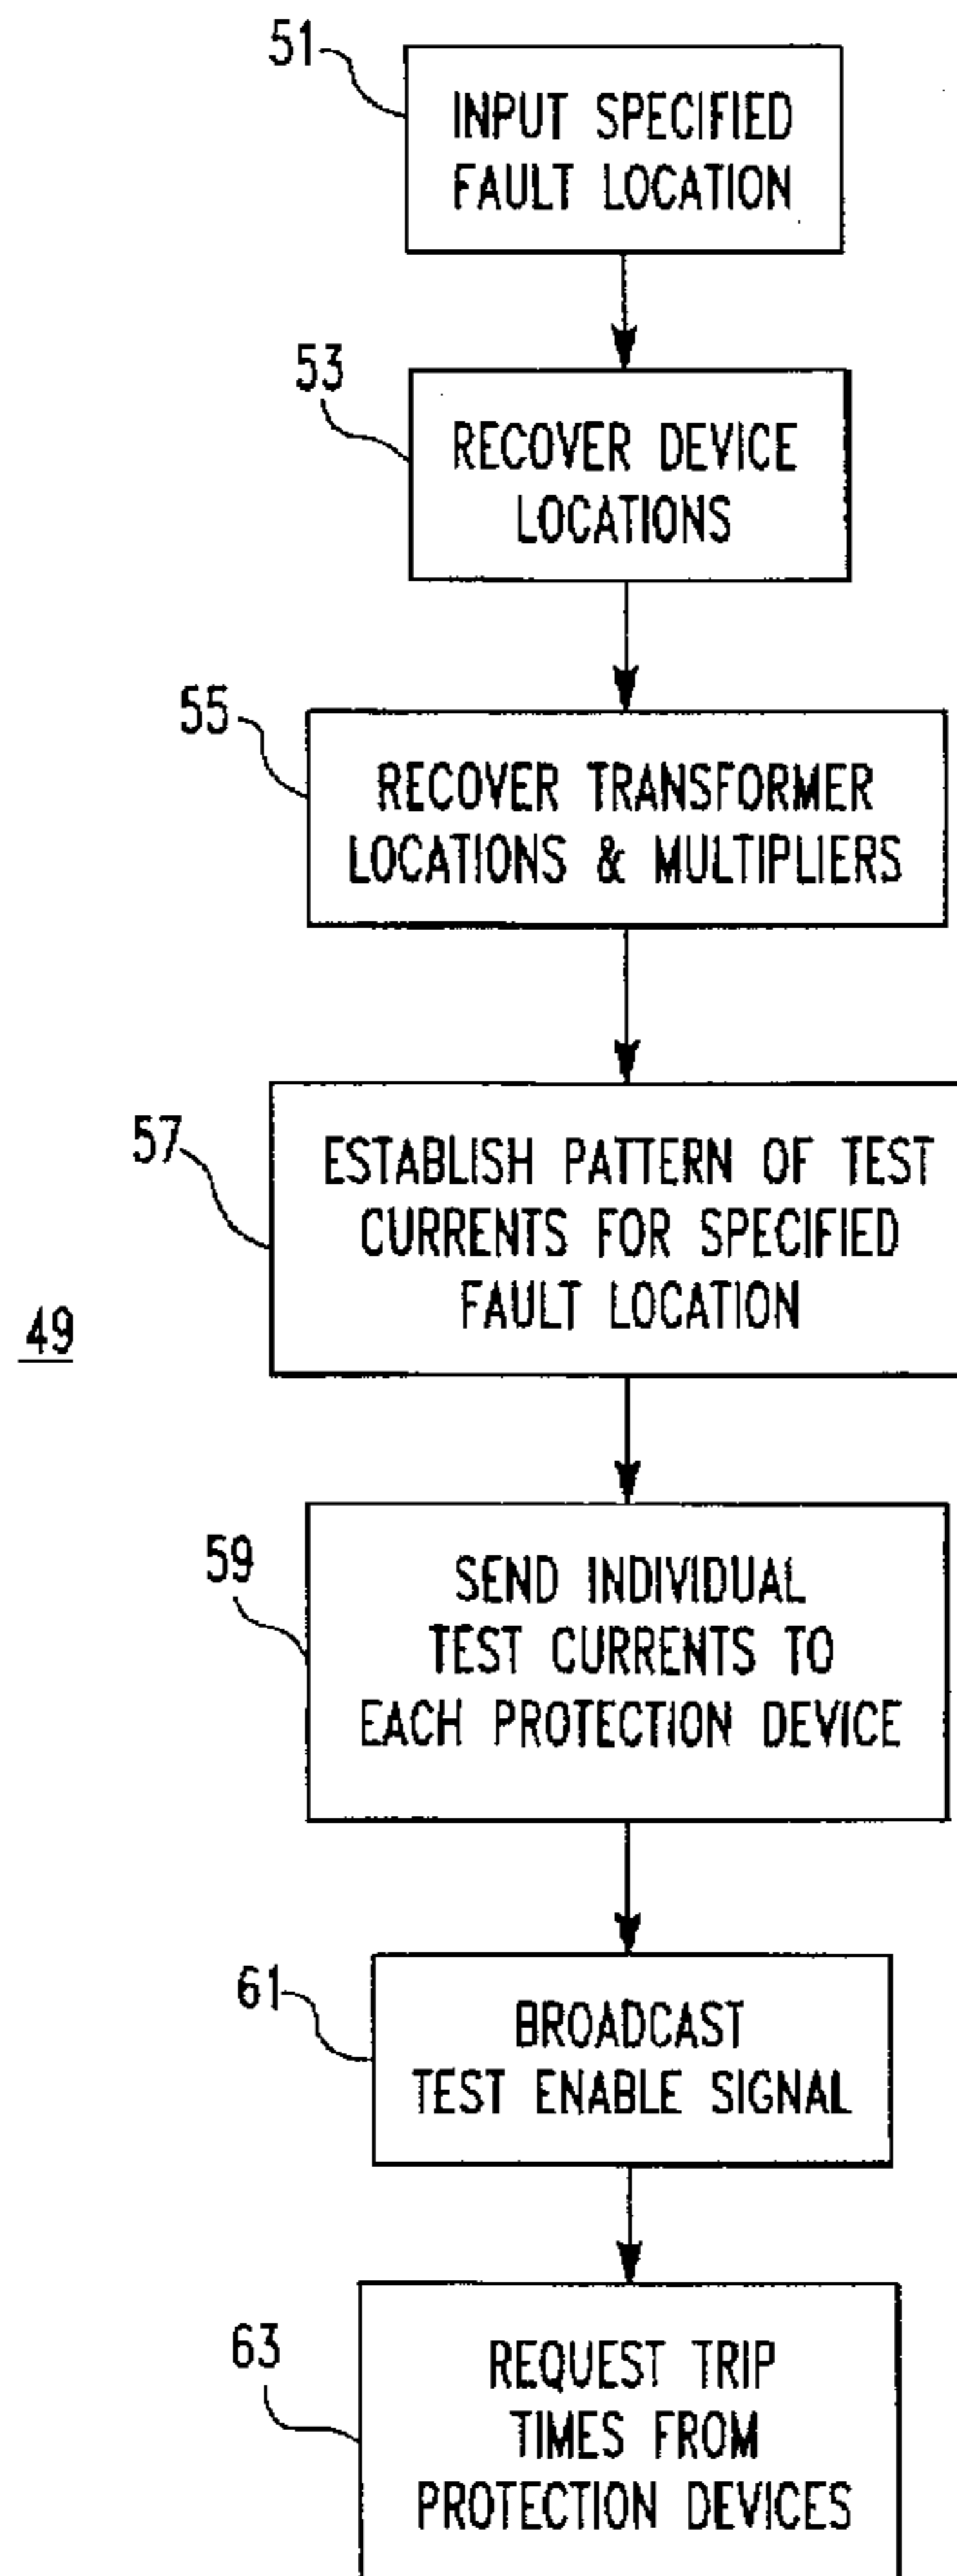 51
INPUT SPECIFIED
FAULT LOCATION
53
RECOVER DEVICE
LOCATIONS
55
RECOVER TRANSFORMER
LOCATIONS & MULTIPLIERS
57
ESTABLISH PATTERN OF TEST
CURRENTS FOR SPECIFIED
FAULT LOCATION
49
59
SEND INDIVIDUAL
TEST CURRENTS TO
EACH PROTECTION DEVICE
61
BROADCAST
TEST ENABLE SIGNAL
63
REQUEST TRIP
TIMES FROM
PROTECTION DEVICES